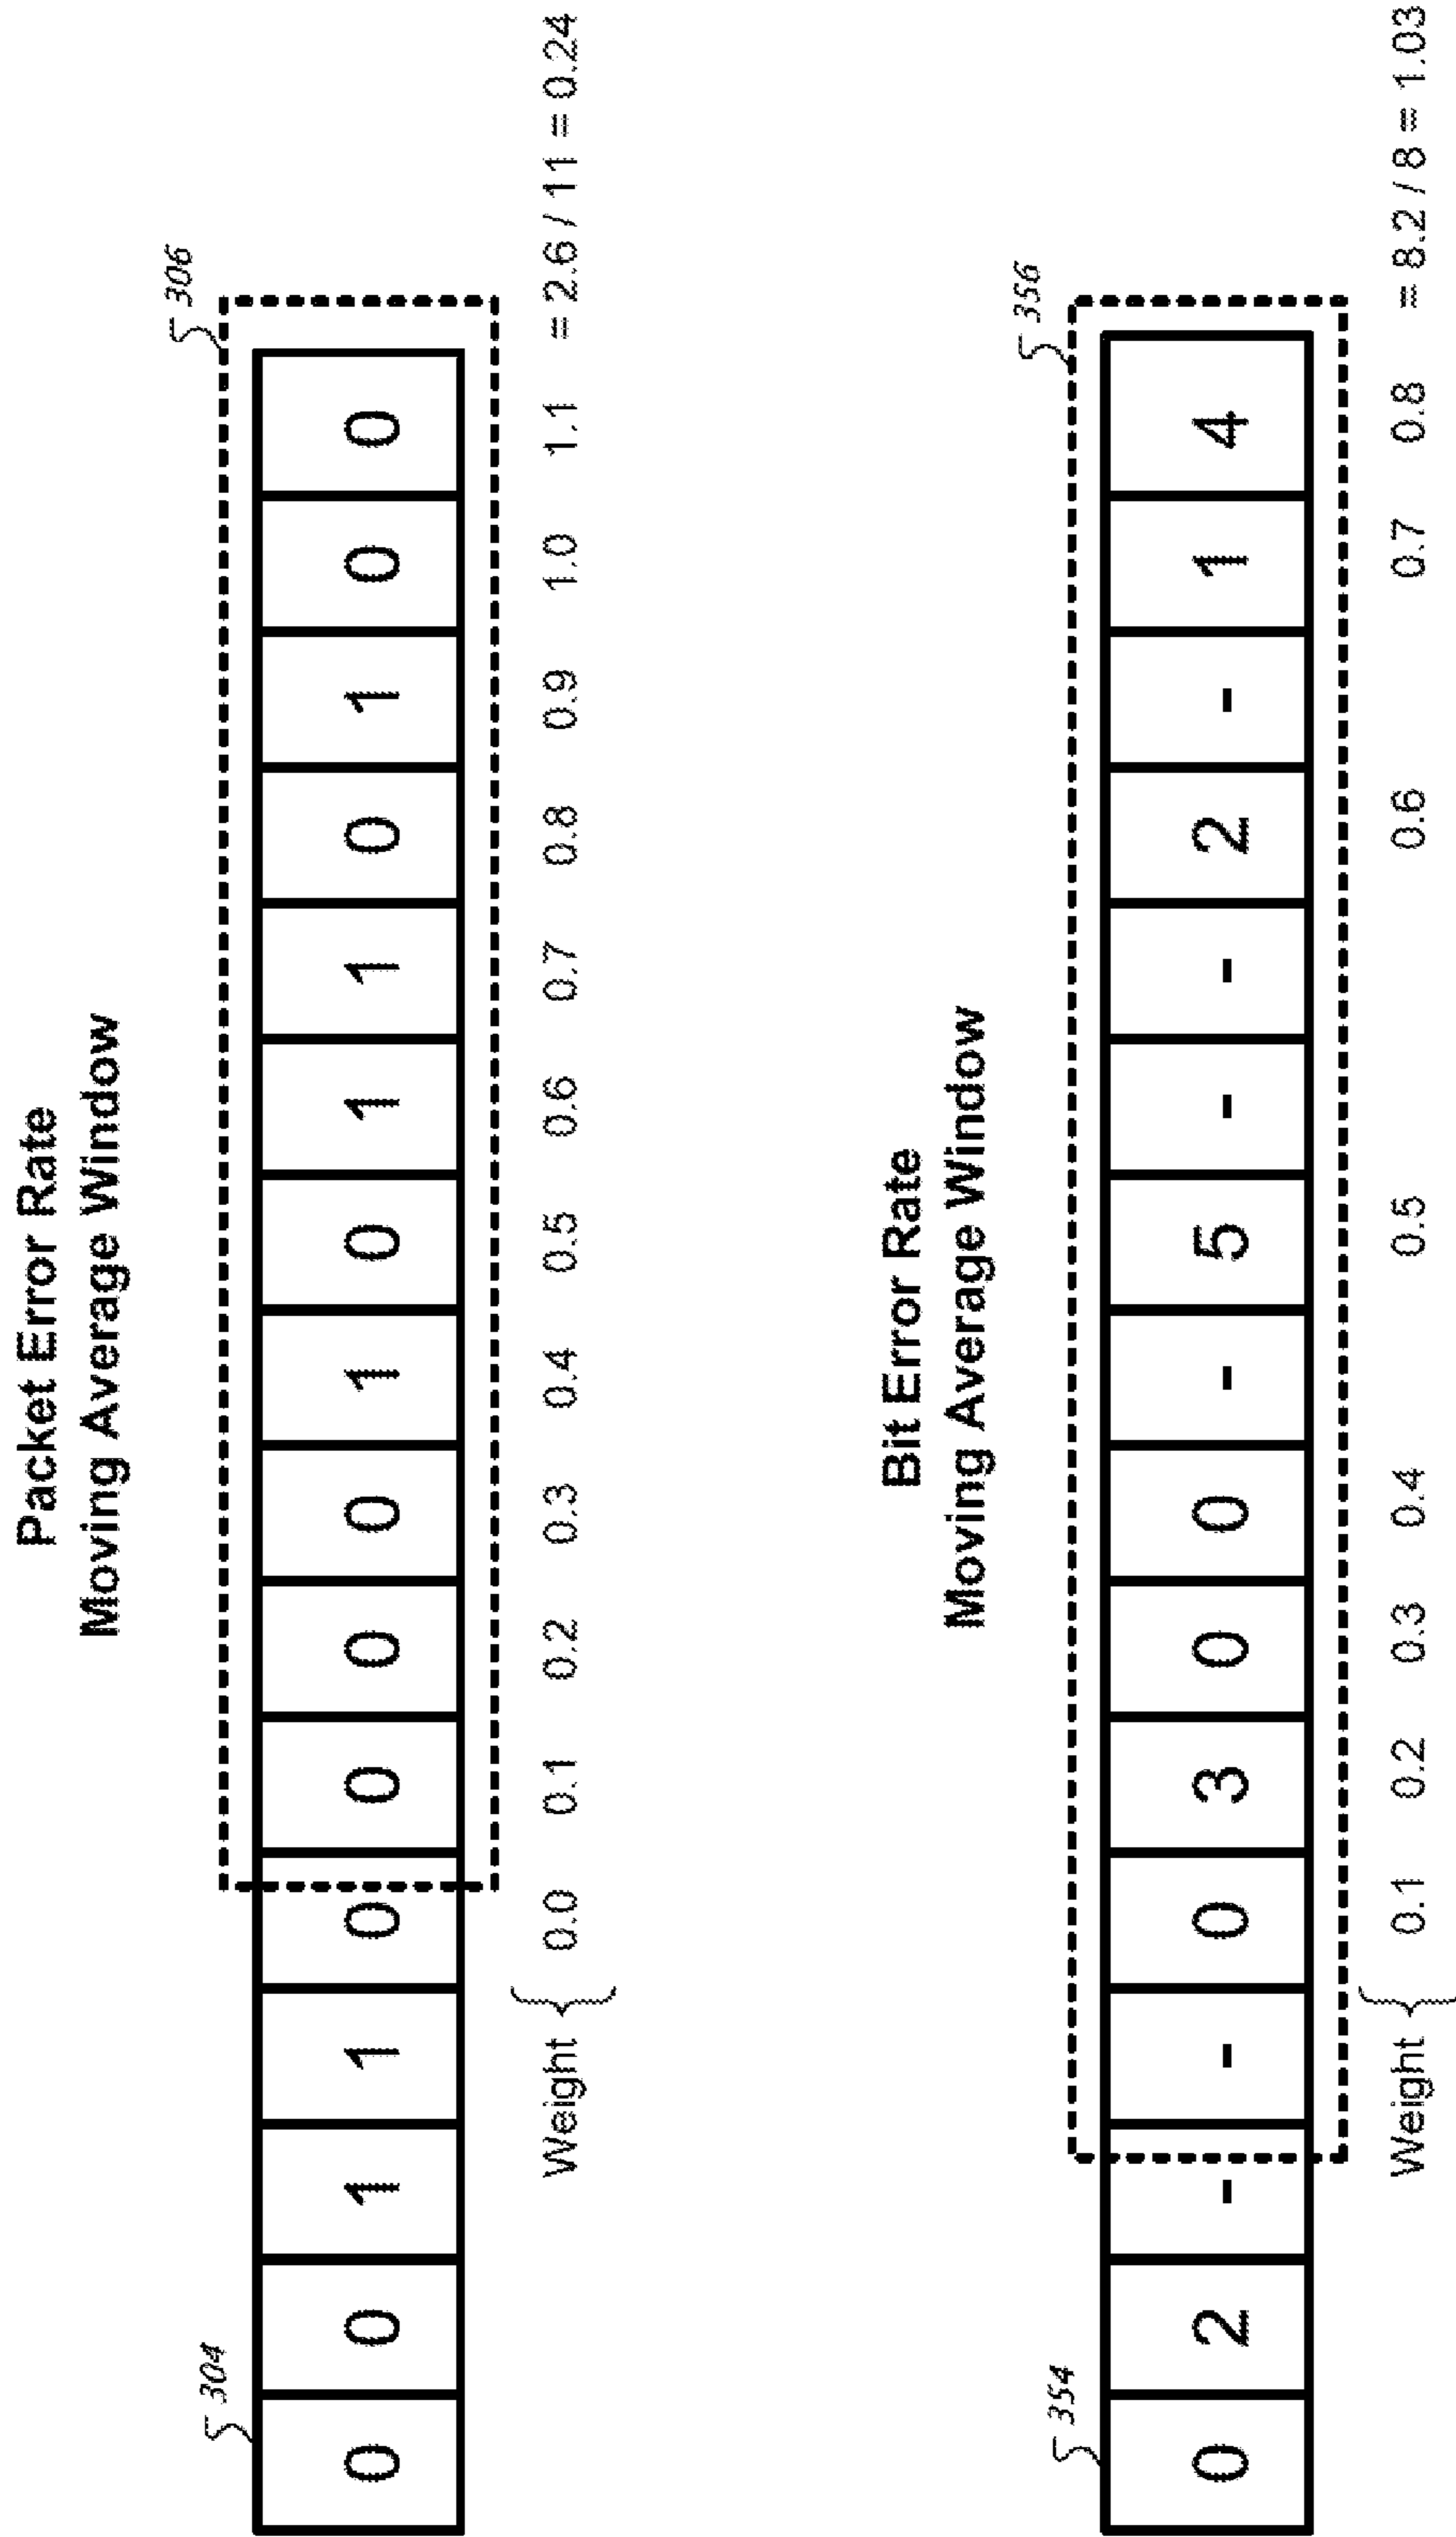 Packet Error Rate
Moving Average Window
304
306
0 0 1 1 0 0 0 0 1 0 1 1 0 1 0 0
Weight { 0.0 0.1 0.2 0.3 0.4 0.5 0.6 0.7 0.8 0.9 1.0 1.1 = 2.6 / 11 = 0.24
Bit Error Rate
Moving Average Window
354
356
0 2 - - 0 3 0 0 - 5 - - 2 - 1 4
Weight { 0.1 0.2 0.3 0.4 0.5 0.6 0.7 0.8 = 8.2 / 8 = 1.03